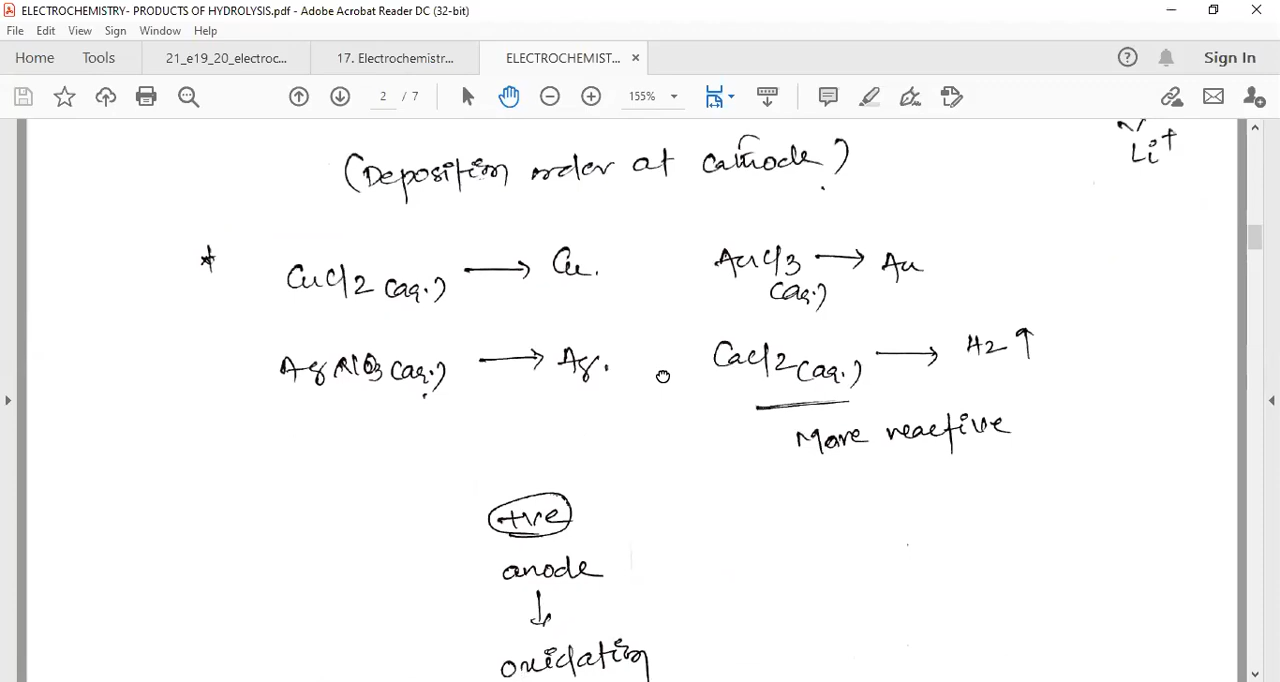 ELECTROCHEMISTRY- PRODUCTS OF HYDROLYSIS.pdf - Adobe Acrobat Reader DC (32-bit)
File Edit View Sign Window Help
Home Tools 21_e19_20_electroc... 17. Electrochemistr... ELECTROCHEMIST... × Sign In
2 / 7 155%
Li+
(Deposition order at cathode)
* CuCl2 (aq.) → Cu. AuCl3 (aq.) → Au
AgNO3 (aq.) → Ag. CaCl2 (aq.) → H2 ↑
More reactive
+ve
anode
↓
oxidation